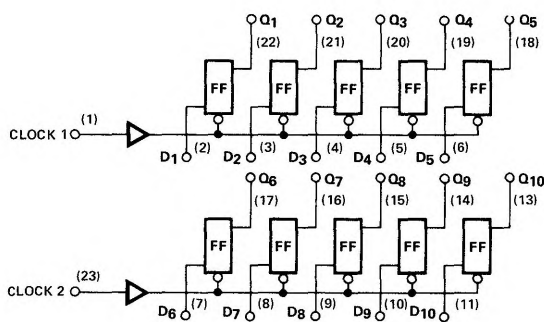 Q1 Q2 Q3 Q4 Q5
(22) (21) (20) (19) (18)
FF FF FF FF FF
(1)
CLOCK 1
D1 (2) D2 (3) D3 (4) D4 (5) D5 (6)
Q6 Q7 Q8 Q9 Q10
(17) (16) (15) (14) (13)
FF FF FF FF FF
(23)
CLOCK 2
D6 (7) D7 (8) D8 (9) D9 (10) D10 (11)